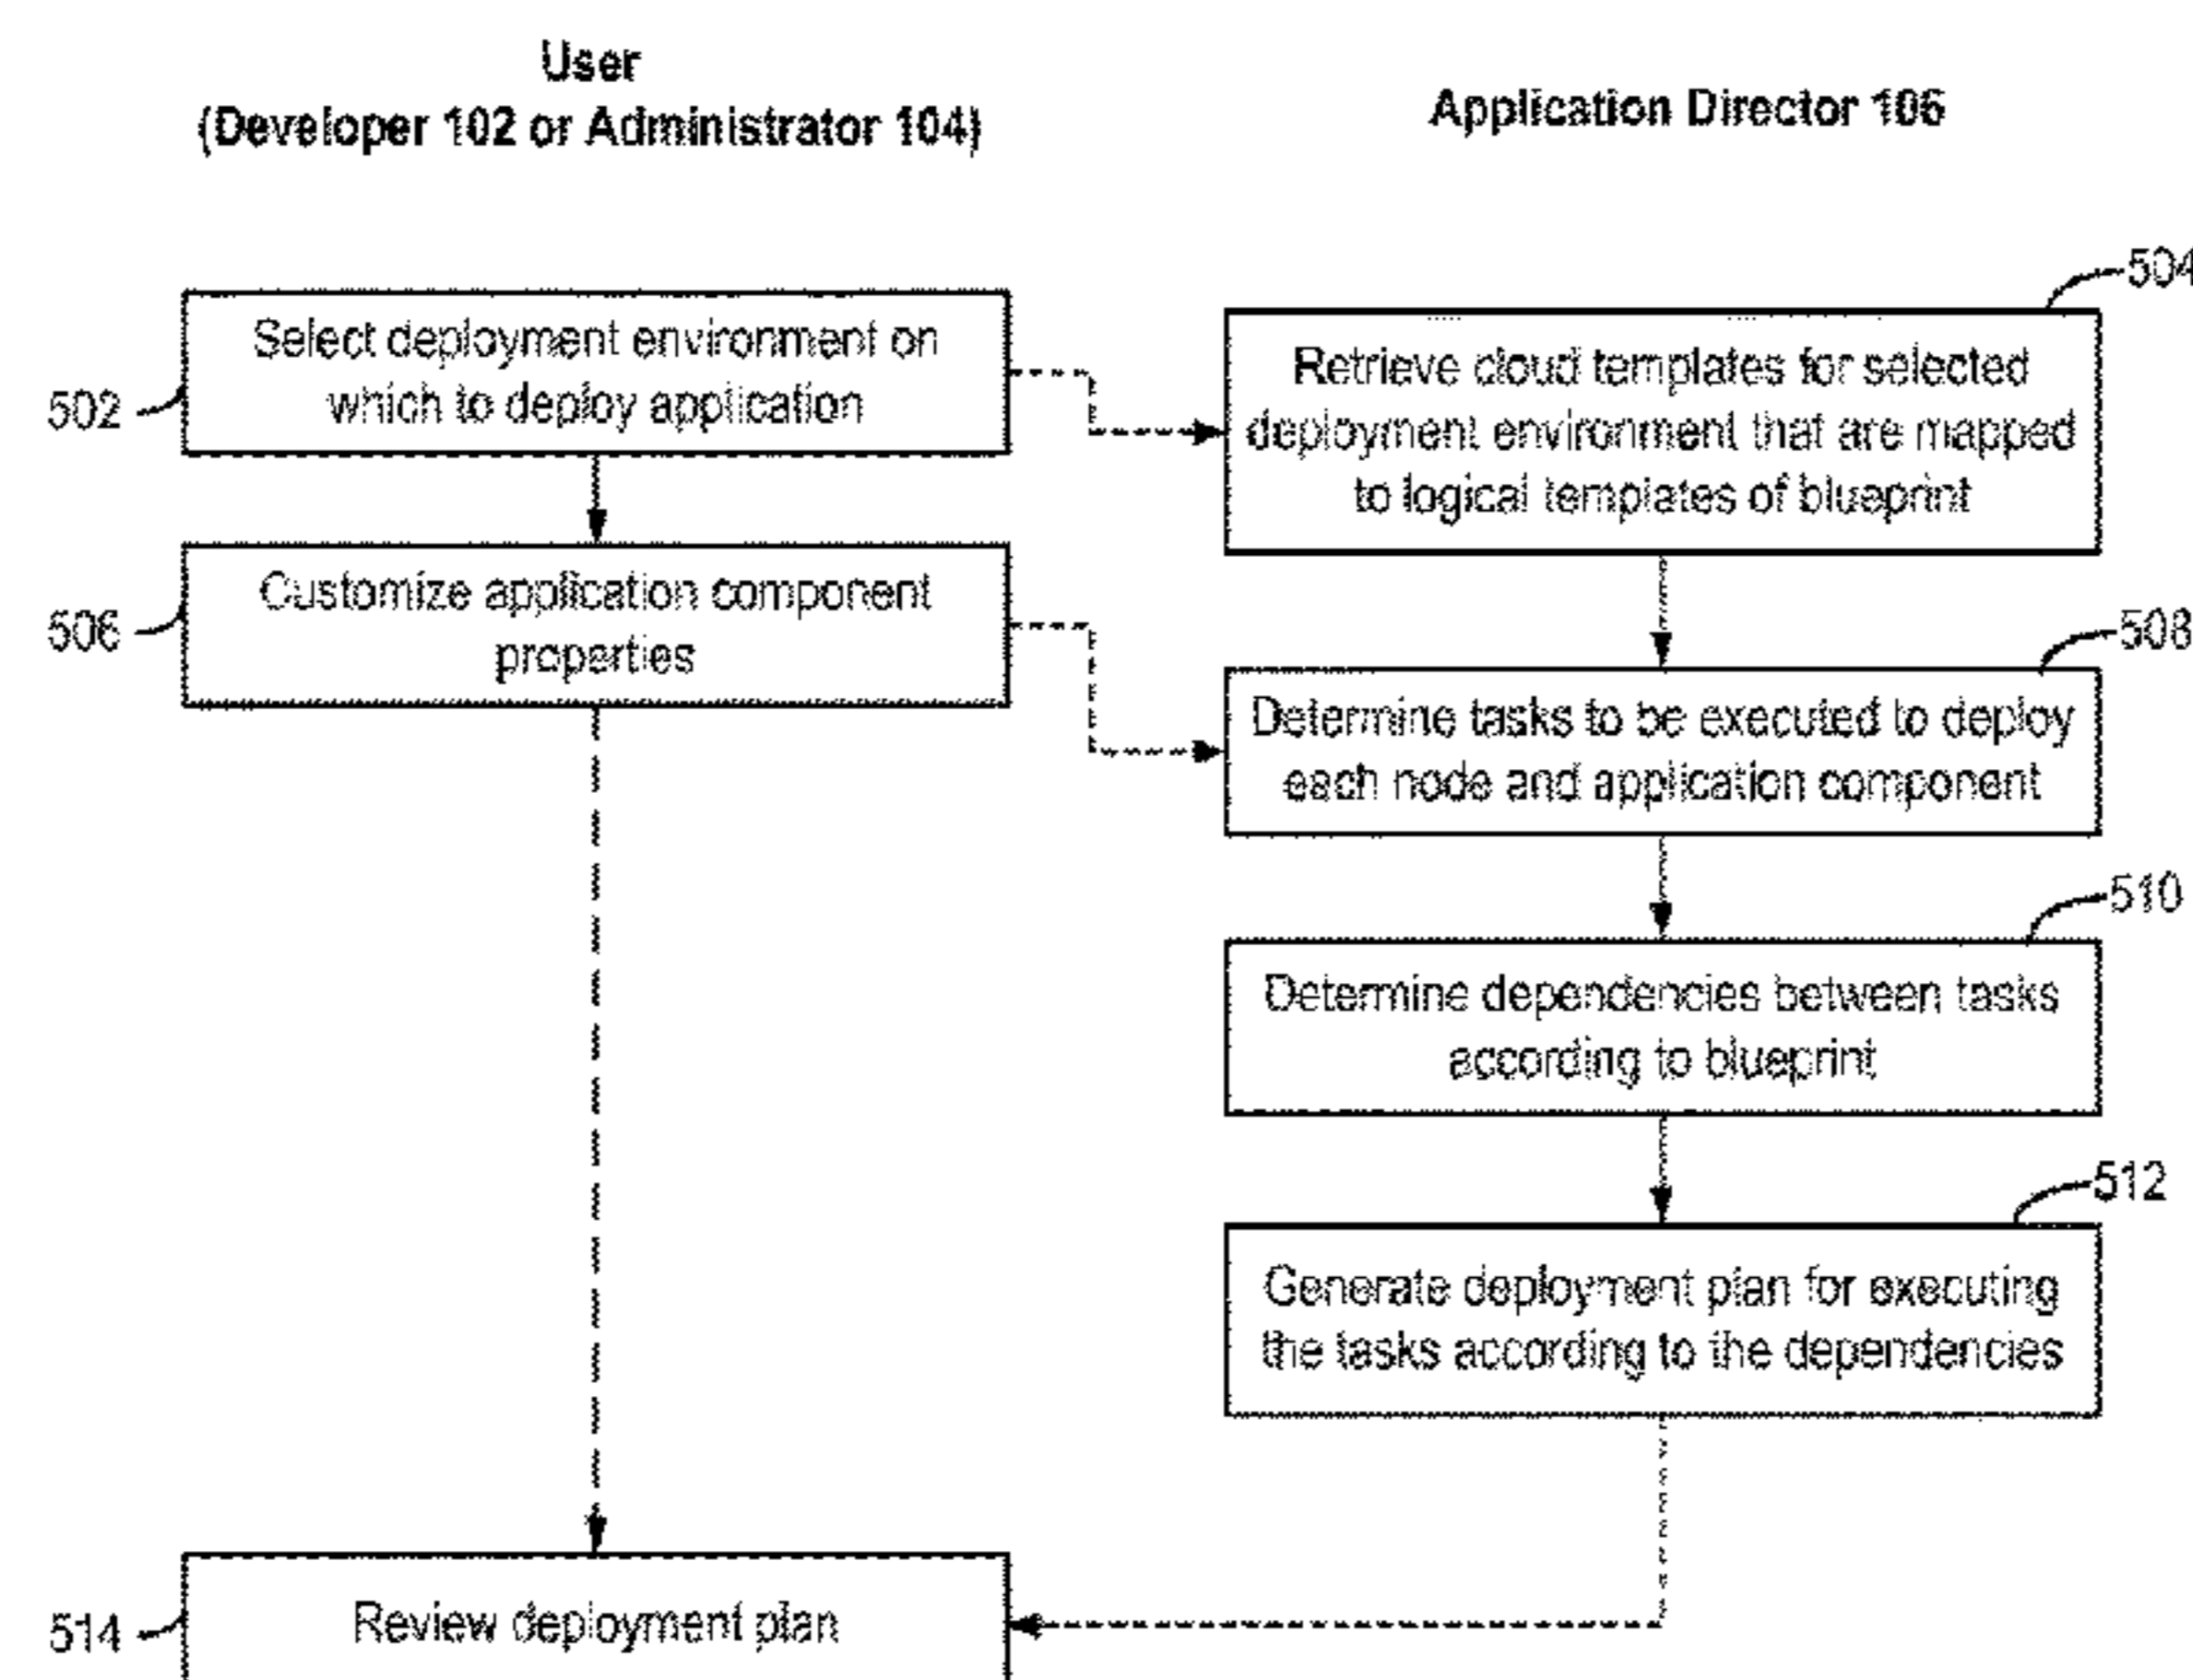 User
(Developer 102 or Administrator 104)
Application Director 106
504
Select deployment environment on
which to deploy application
502
Retrieve cloud templates for selected
deployment environment that are mapped
to logical templates of blueprint
Customize application component
properties
506
508
Determine tasks to be executed to deploy
each node and application component
510
Determine dependencies between tasks
according to blueprint
512
Generate deployment plan for executing
the tasks according to the dependencies
514
Review deployment plan